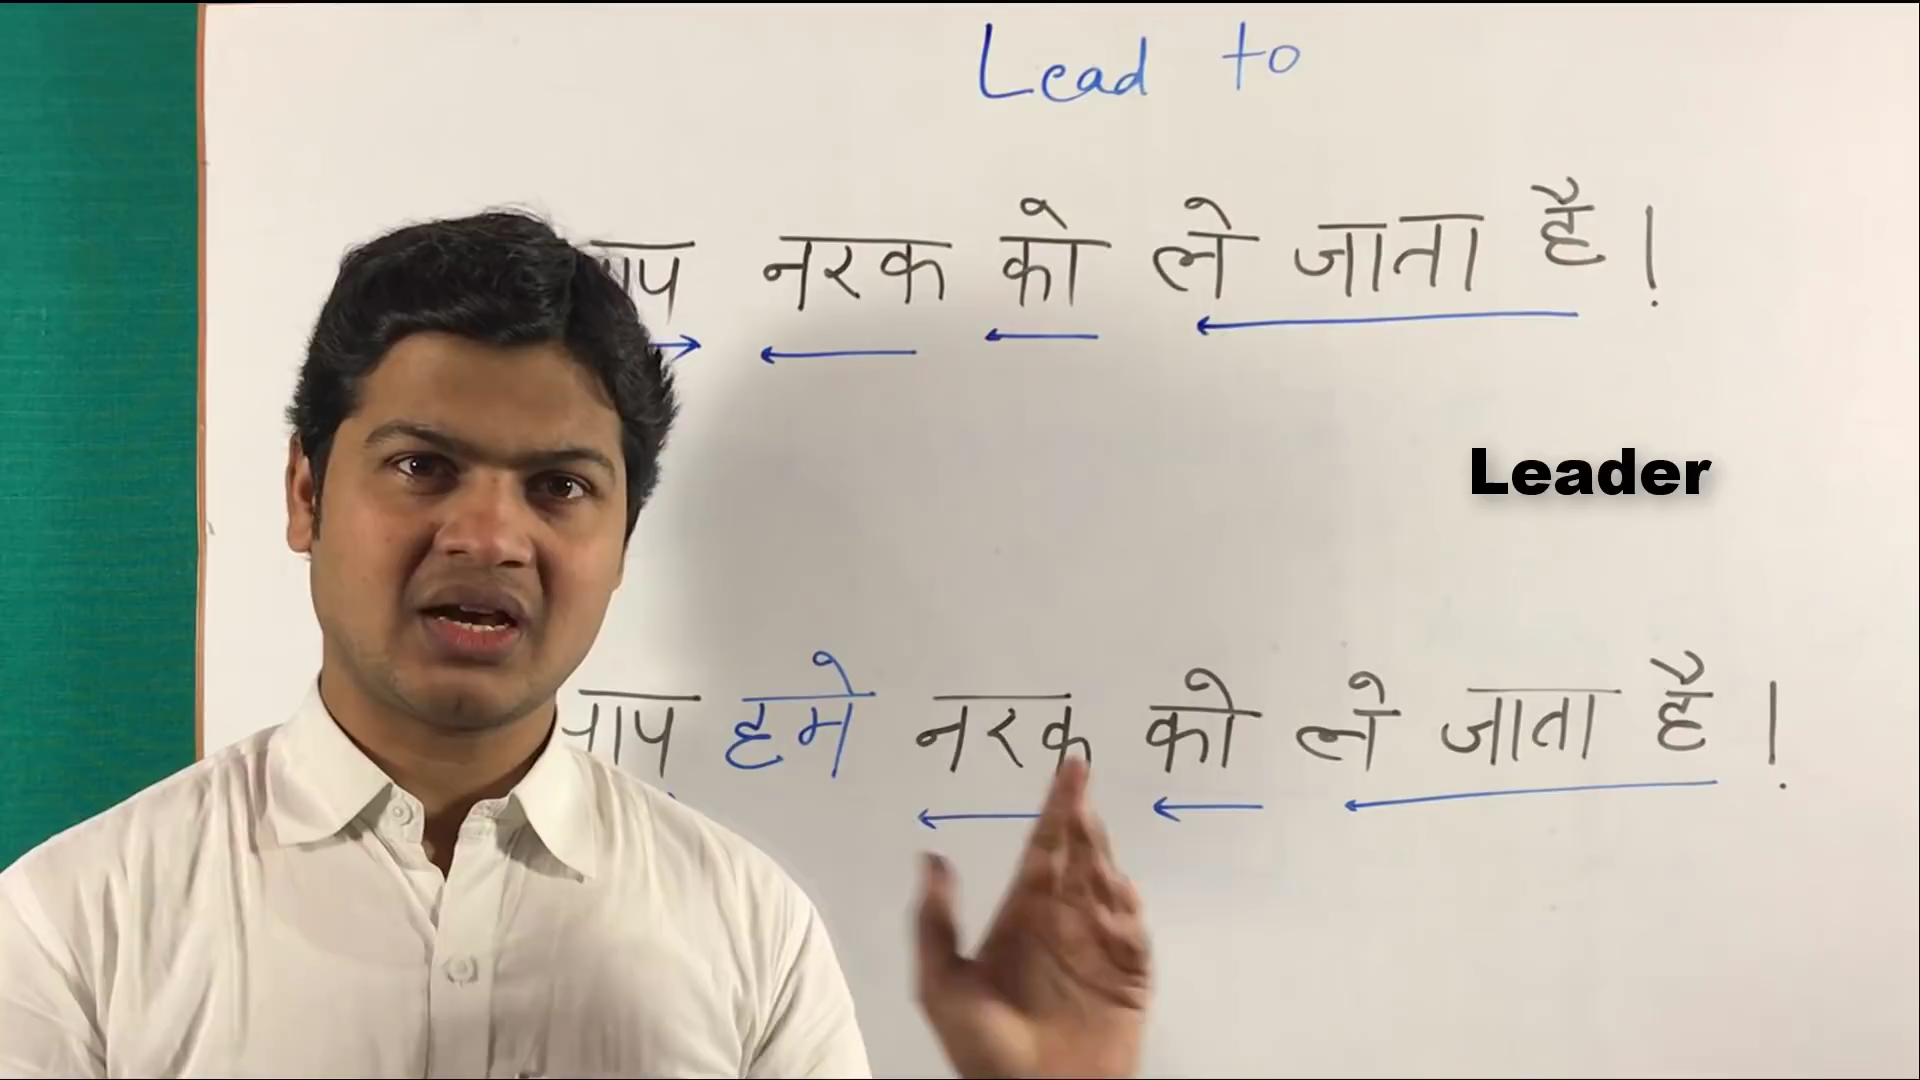 Lead to
नरक को ले जाता है।
Leader
हमे नरक को ले जाता है।